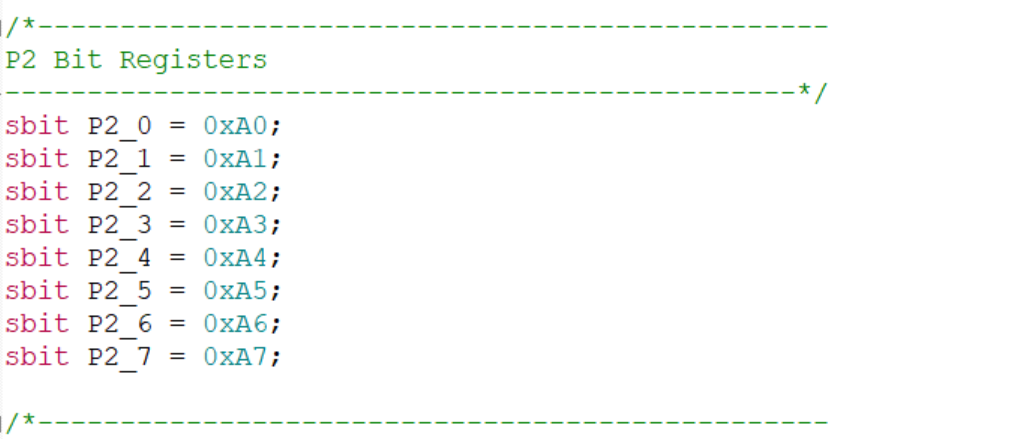 /*------------------------------------------------
P2 Bit Registers
------------------------------------------------*/
sbit P2_0 = 0xA0;
sbit P2_1 = 0xA1;
sbit P2_2 = 0xA2;
sbit P2_3 = 0xA3;
sbit P2_4 = 0xA4;
sbit P2_5 = 0xA5;
sbit P2_6 = 0xA6;
sbit P2_7 = 0xA7;
/*------------------------------------------------